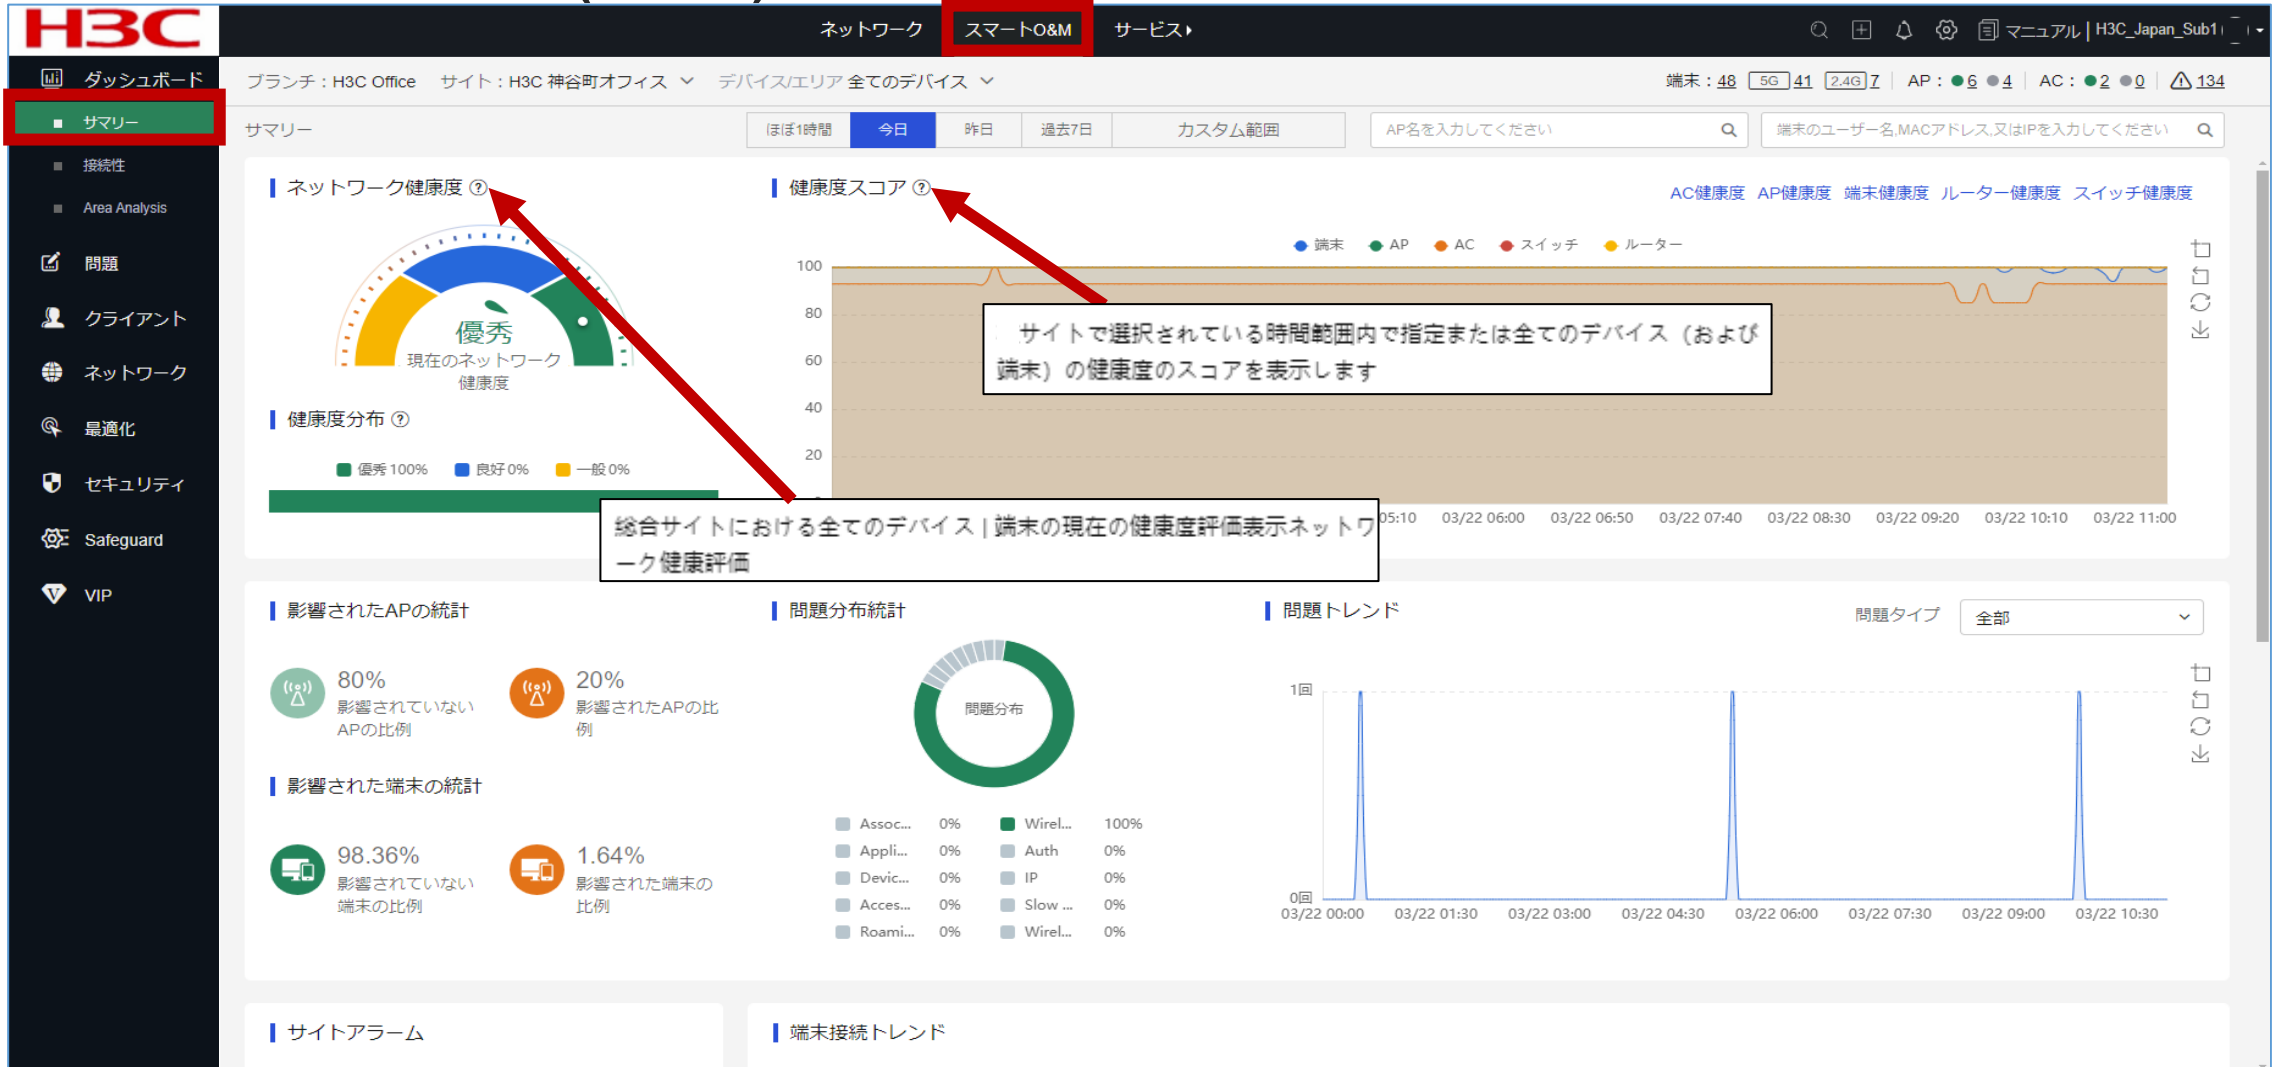 H3C
ネットワーク スマートO&M サービス
マニュアル | H3C_Japan_Sub1(
ダッシュボード
サマリー
接続性
Area Analysis
問題
クライアント
ネットワーク
最適化
セキュリティ
Safeguard
VIP
ブランチ：H3C Office サイト：H3C 神谷町オフィス デバイス/エリア 全てのデバイス
端末：48 5G 41 2.4G 7 AP：6 4 AC：2 0 134
サマリー
ほぼ1時間 今日 昨日 過去7日 カスタム範囲
AP名を入力してください
端末のユーザー名,MACアドレス,又はIPを入力してください
ネットワーク健康度
優秀
現在のネットワーク
健康度
健康度分布
優秀 100% 良好 0% 一般 0%
健康度スコア
AC健康度 AP健康度 端末健康度 ルーター健康度 スイッチ健康度
端末 AP AC スイッチ ルーター
100
80
60
40
20
サイトで選択されている時間範囲内で指定または全てのデバイス（および
端末）の健康度のスコアを表示します
05:10 03/22 06:00 03/22 06:50 03/22 07:40 03/22 08:30 03/22 09:20 03/22 10:10 03/22 11:00
総合サイトにおける全てのデバイス | 端末の現在の健康度評価表示ネットワ
ーク健康評価
影響されたAPの統計
80%
影響されていない
APの比例
20%
影響されたAPの比
例
影響された端末の統計
98.36%
影響されていない
端末の比例
1.64%
影響された端末の
比例
問題分布統計
問題分布
Assoc... 0% Wirel... 100%
Appli... 0% Auth 0%
Devic... 0% IP 0%
Acces... 0% Slow ... 0%
Roami... 0% Wirel... 0%
問題トレンド
問題タイプ 全部
1回
0回
03/22 00:00 03/22 01:30 03/22 03:00 03/22 04:30 03/22 06:00 03/22 07:30 03/22 09:00 03/22 10:30
サイトアラーム
端末接続トレンド